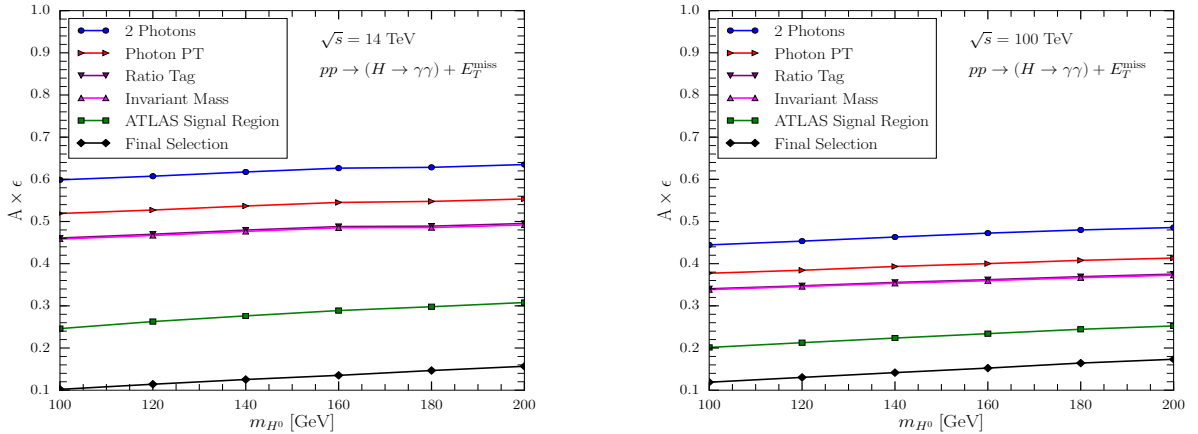 1.0
0.9
0.8
0.7
0.6
0.5
0.4
0.3
0.2
0.1
A × ϵ
2 Photons
Photon PT
Ratio Tag
Invariant Mass
ATLAS Signal Region
Final Selection
√s = 14 TeV
pp → (H → γγ) + E_T^miss
100 120 140 160 180 200
m_{H^0} [GeV]
1.0
0.9
0.8
0.7
0.6
0.5
0.4
0.3
0.2
0.1
A × ϵ
2 Photons
Photon PT
Ratio Tag
Invariant Mass
ATLAS Signal Region
Final Selection
√s = 100 TeV
pp → (H → γγ) + E_T^miss
100 120 140 160 180 200
m_{H^0} [GeV]